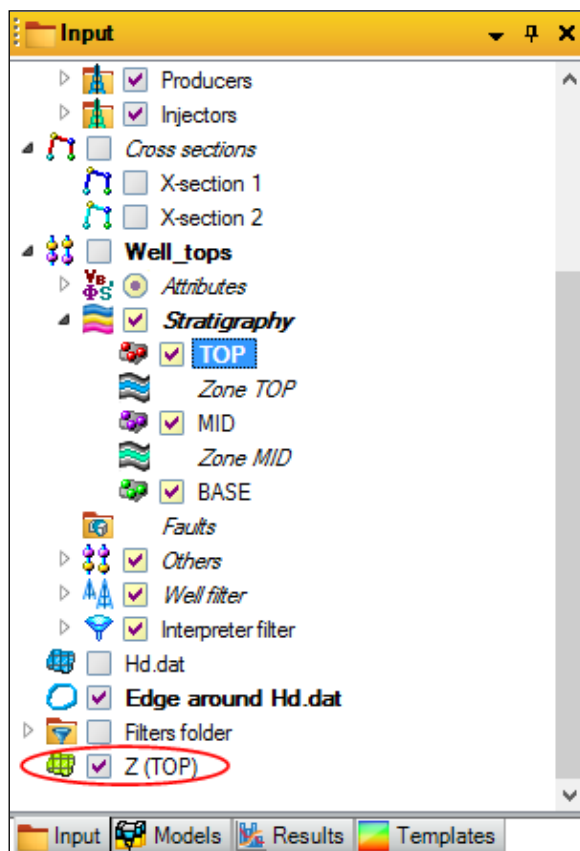 Input
Producers
Injectors
Cross sections
X-section 1
X-section 2
Well_tops
Attributes
Stratigraphy
TOP
Zone TOP
MID
Zone MID
BASE
Faults
Others
Well filter
Interpreter filter
Hd.dat
Edge around Hd.dat
Filters folder
Z (TOP)
Input Models Results Templates